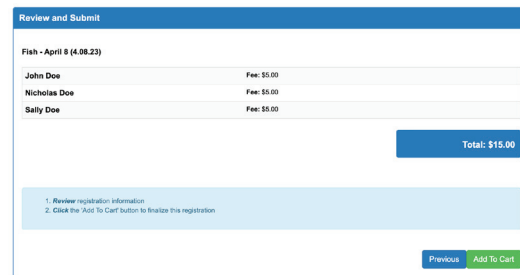 Review and Submit
Fish - April 8 (4.08.23)
John Doe Fee: $5.00
Nicholas Doe Fee: $5.00
Sally Doe Fee: $5.00
Total: $15.00
1. Review registration information
2. Click the 'Add To Cart' button to finalize this registration
Previous Add To Cart